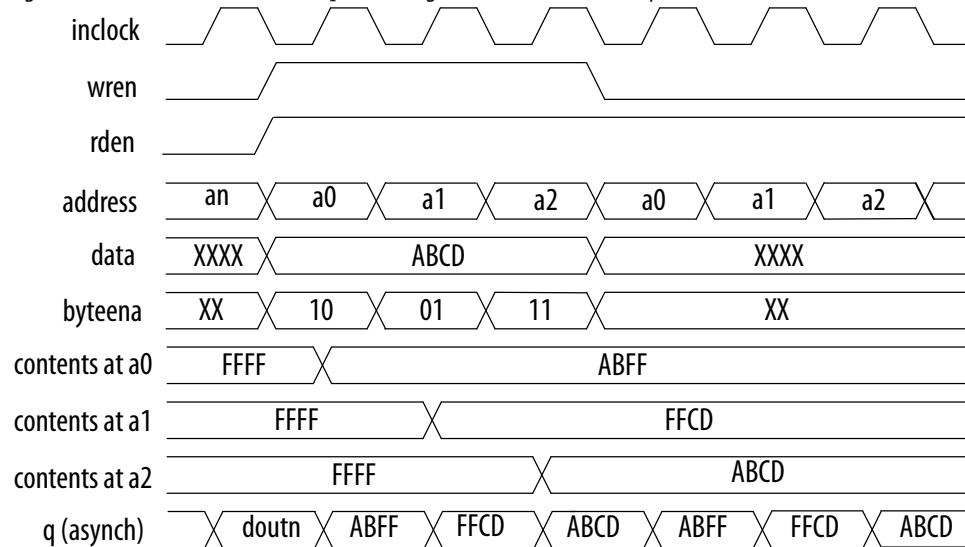 inclock
wren
rden
address an a0 a1 a2 a0 a1 a2
data XXXX ABCD XXXX
byteena XX 10 01 11 XX
contents at a0 FFFF ABFF
contents at a1 FFFF FFCD
contents at a2 FFFF ABCD
q (asynch) doutn ABFF FFCD ABCD ABFF FFCD ABCD